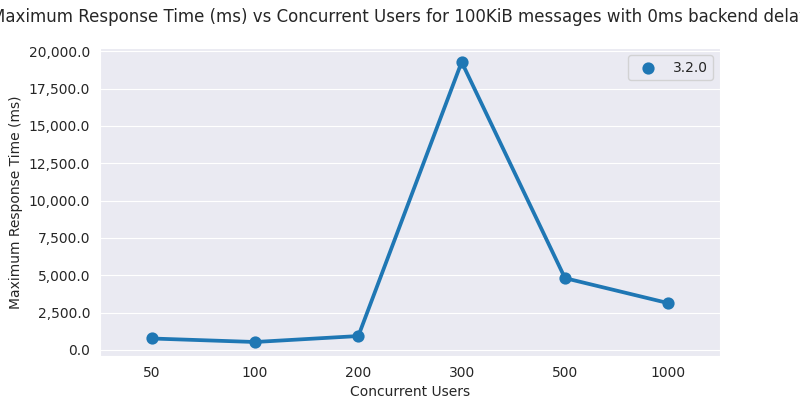 Maximum Response Time (ms) vs Concurrent Users for 100KiB messages with 0ms backend dela
3.2.0
Maximum Response Time (ms)
20,000.0
17,500.0
15,000.0
12,500.0
10,000.0
7,500.0
5,000.0
2,500.0
0.0
50 100 200 300 500 1000
Concurrent Users